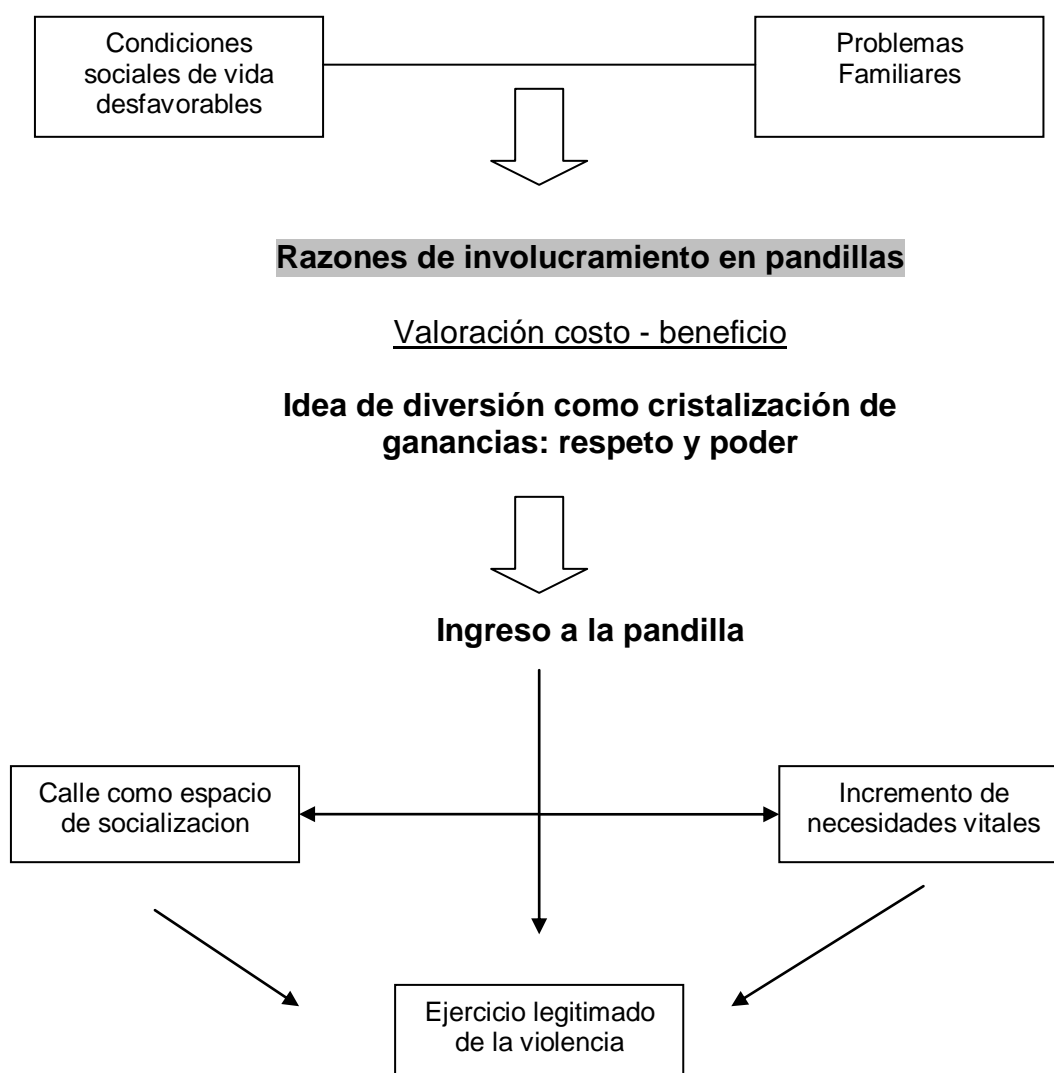 Condiciones
sociales de vida
desfavorables
Problemas
Familiares
Razones de involucramiento en pandillas
Valoración costo - beneficio
Idea de diversión como cristalización de
ganancias: respeto y poder
Ingreso a la pandilla
Calle como espacio
de socializacion
Incremento de
necesidades vitales
Ejercicio legitimado
de la violencia